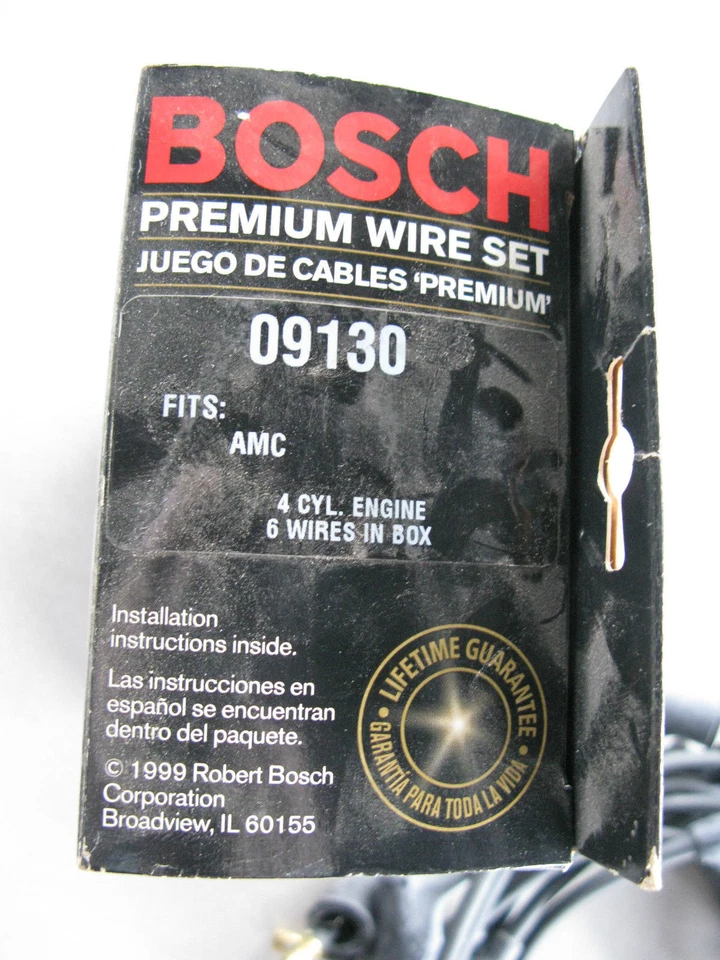 BOSCH
PREMIUM WIRE SET
JUEGO DE CABLES ‘PREMIUM’
09130
FITS:
AMC
4 CYL. ENGINE
6 WIRES IN BOX
Installation
instructions inside.
Las instrucciones en
español se encuentran
dentro del paquete.
© 1999 Robert Bosch
Corporation
Broadview, IL 60155
• LIFETIME GUARANTEE •
GARANTÍA PARA TODA LA VIDA